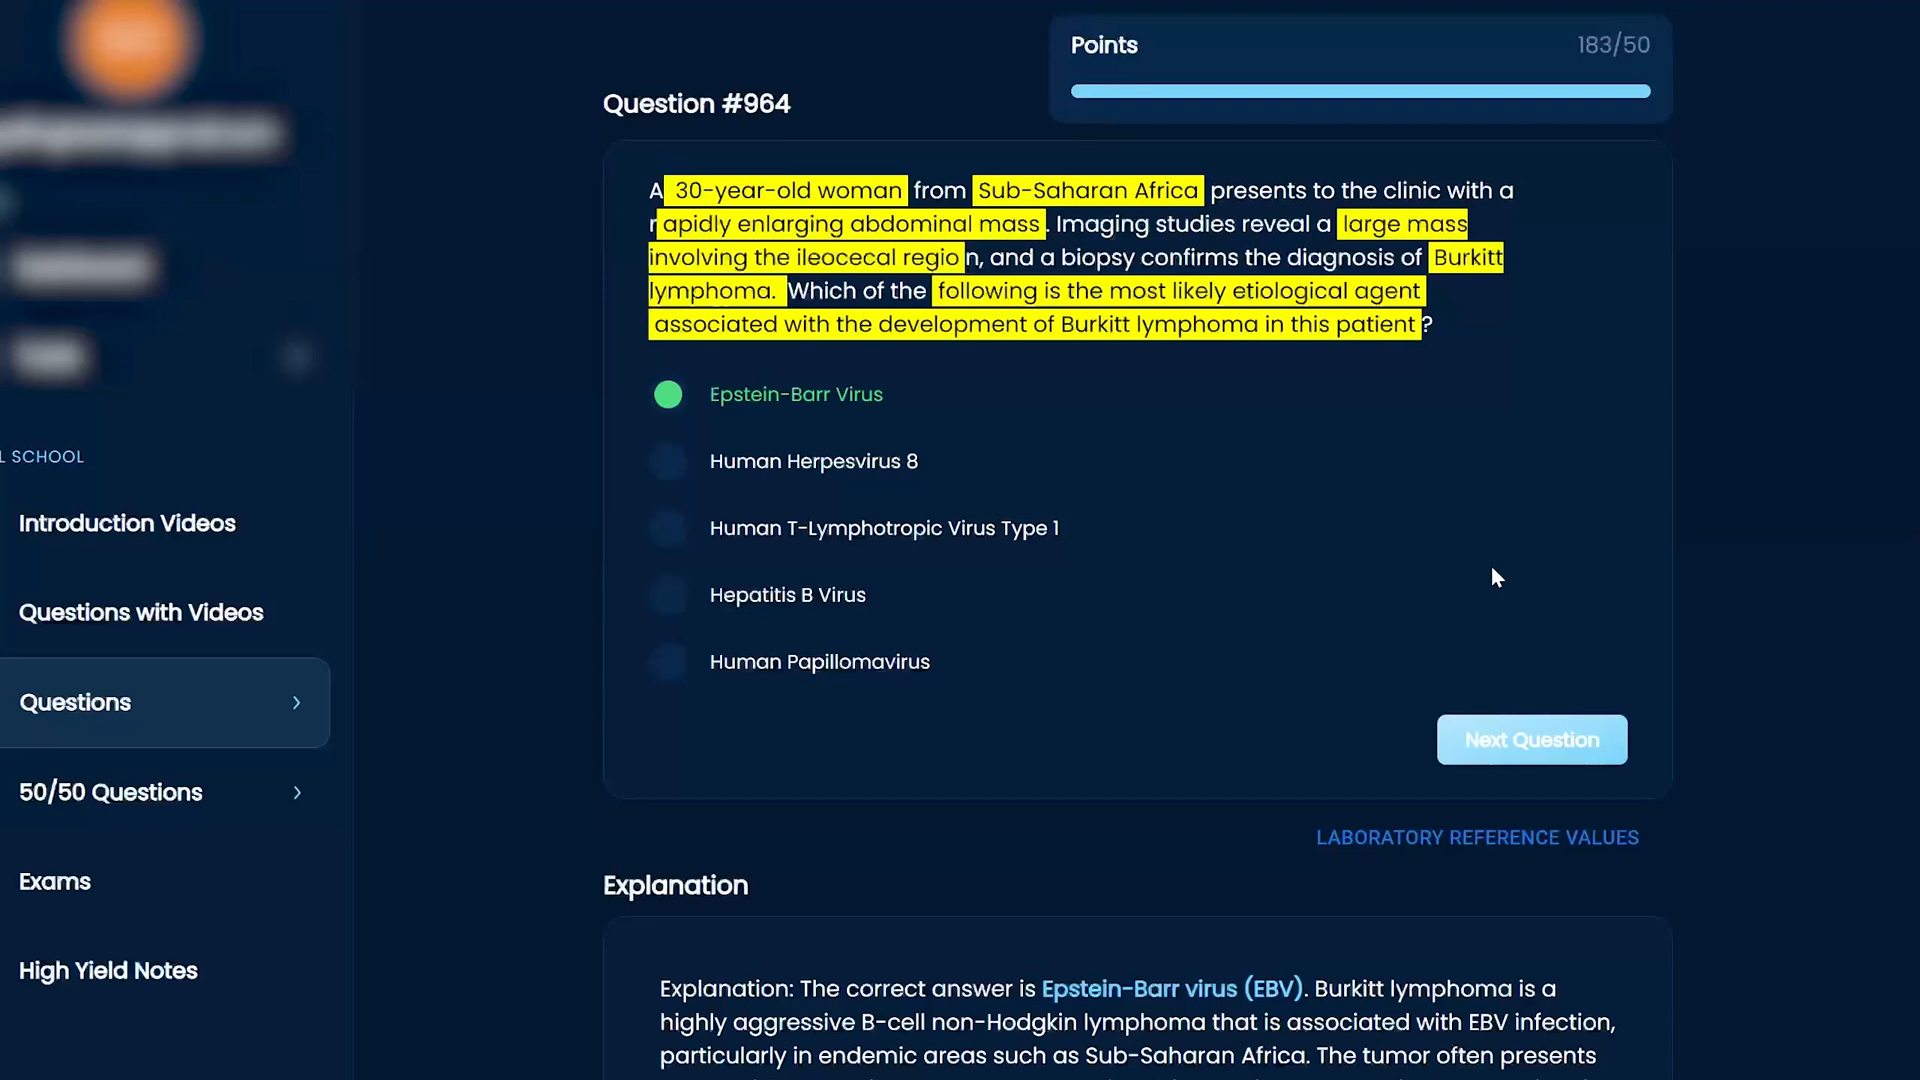 Points
183/50
Question #964
A 30-year-old woman from Sub-Saharan Africa presents to the clinic with a
rapidly enlarging abdominal mass. Imaging studies reveal a large mass
involving the ileocecal region, and a biopsy confirms the diagnosis of Burkitt
lymphoma. Which of the following is the most likely etiological agent
associated with the development of Burkitt lymphoma in this patient?
Epstein-Barr Virus
Human Herpesvirus 8
Human T-Lymphotropic Virus Type 1
Hepatitis B Virus
Human Papillomavirus
Next Question
LABORATORY REFERENCE VALUES
Explanation
Explanation: The correct answer is Epstein-Barr virus (EBV). Burkitt lymphoma is a
highly aggressive B-cell non-Hodgkin lymphoma that is associated with EBV infection,
particularly in endemic areas such as Sub-Saharan Africa. The tumor often presents
L SCHOOL
Introduction Videos
Questions with Videos
Questions
50/50 Questions
Exams
High Yield Notes